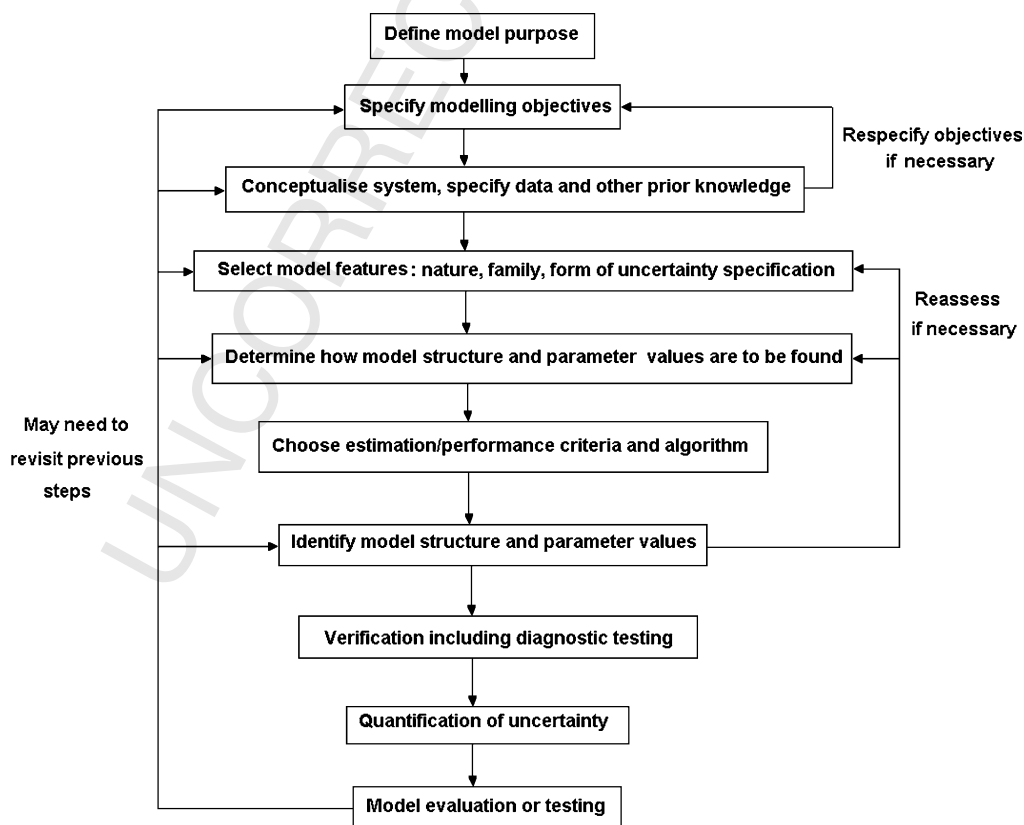 Define model purpose
Specify modelling objectives
Respecify objectives
if necessary
Conceptualise system, specify data and other prior knowledge
Select model features: nature, family, form of uncertainty specification
Reassess
if necessary
Determine how model structure and parameter values are to be found
May need to
revisit previous
steps
Choose estimation/performance criteria and algorithm
Identify model structure and parameter values
Verification including diagnostic testing
Quantification of uncertainty
Model evaluation or testing
UNCORREC